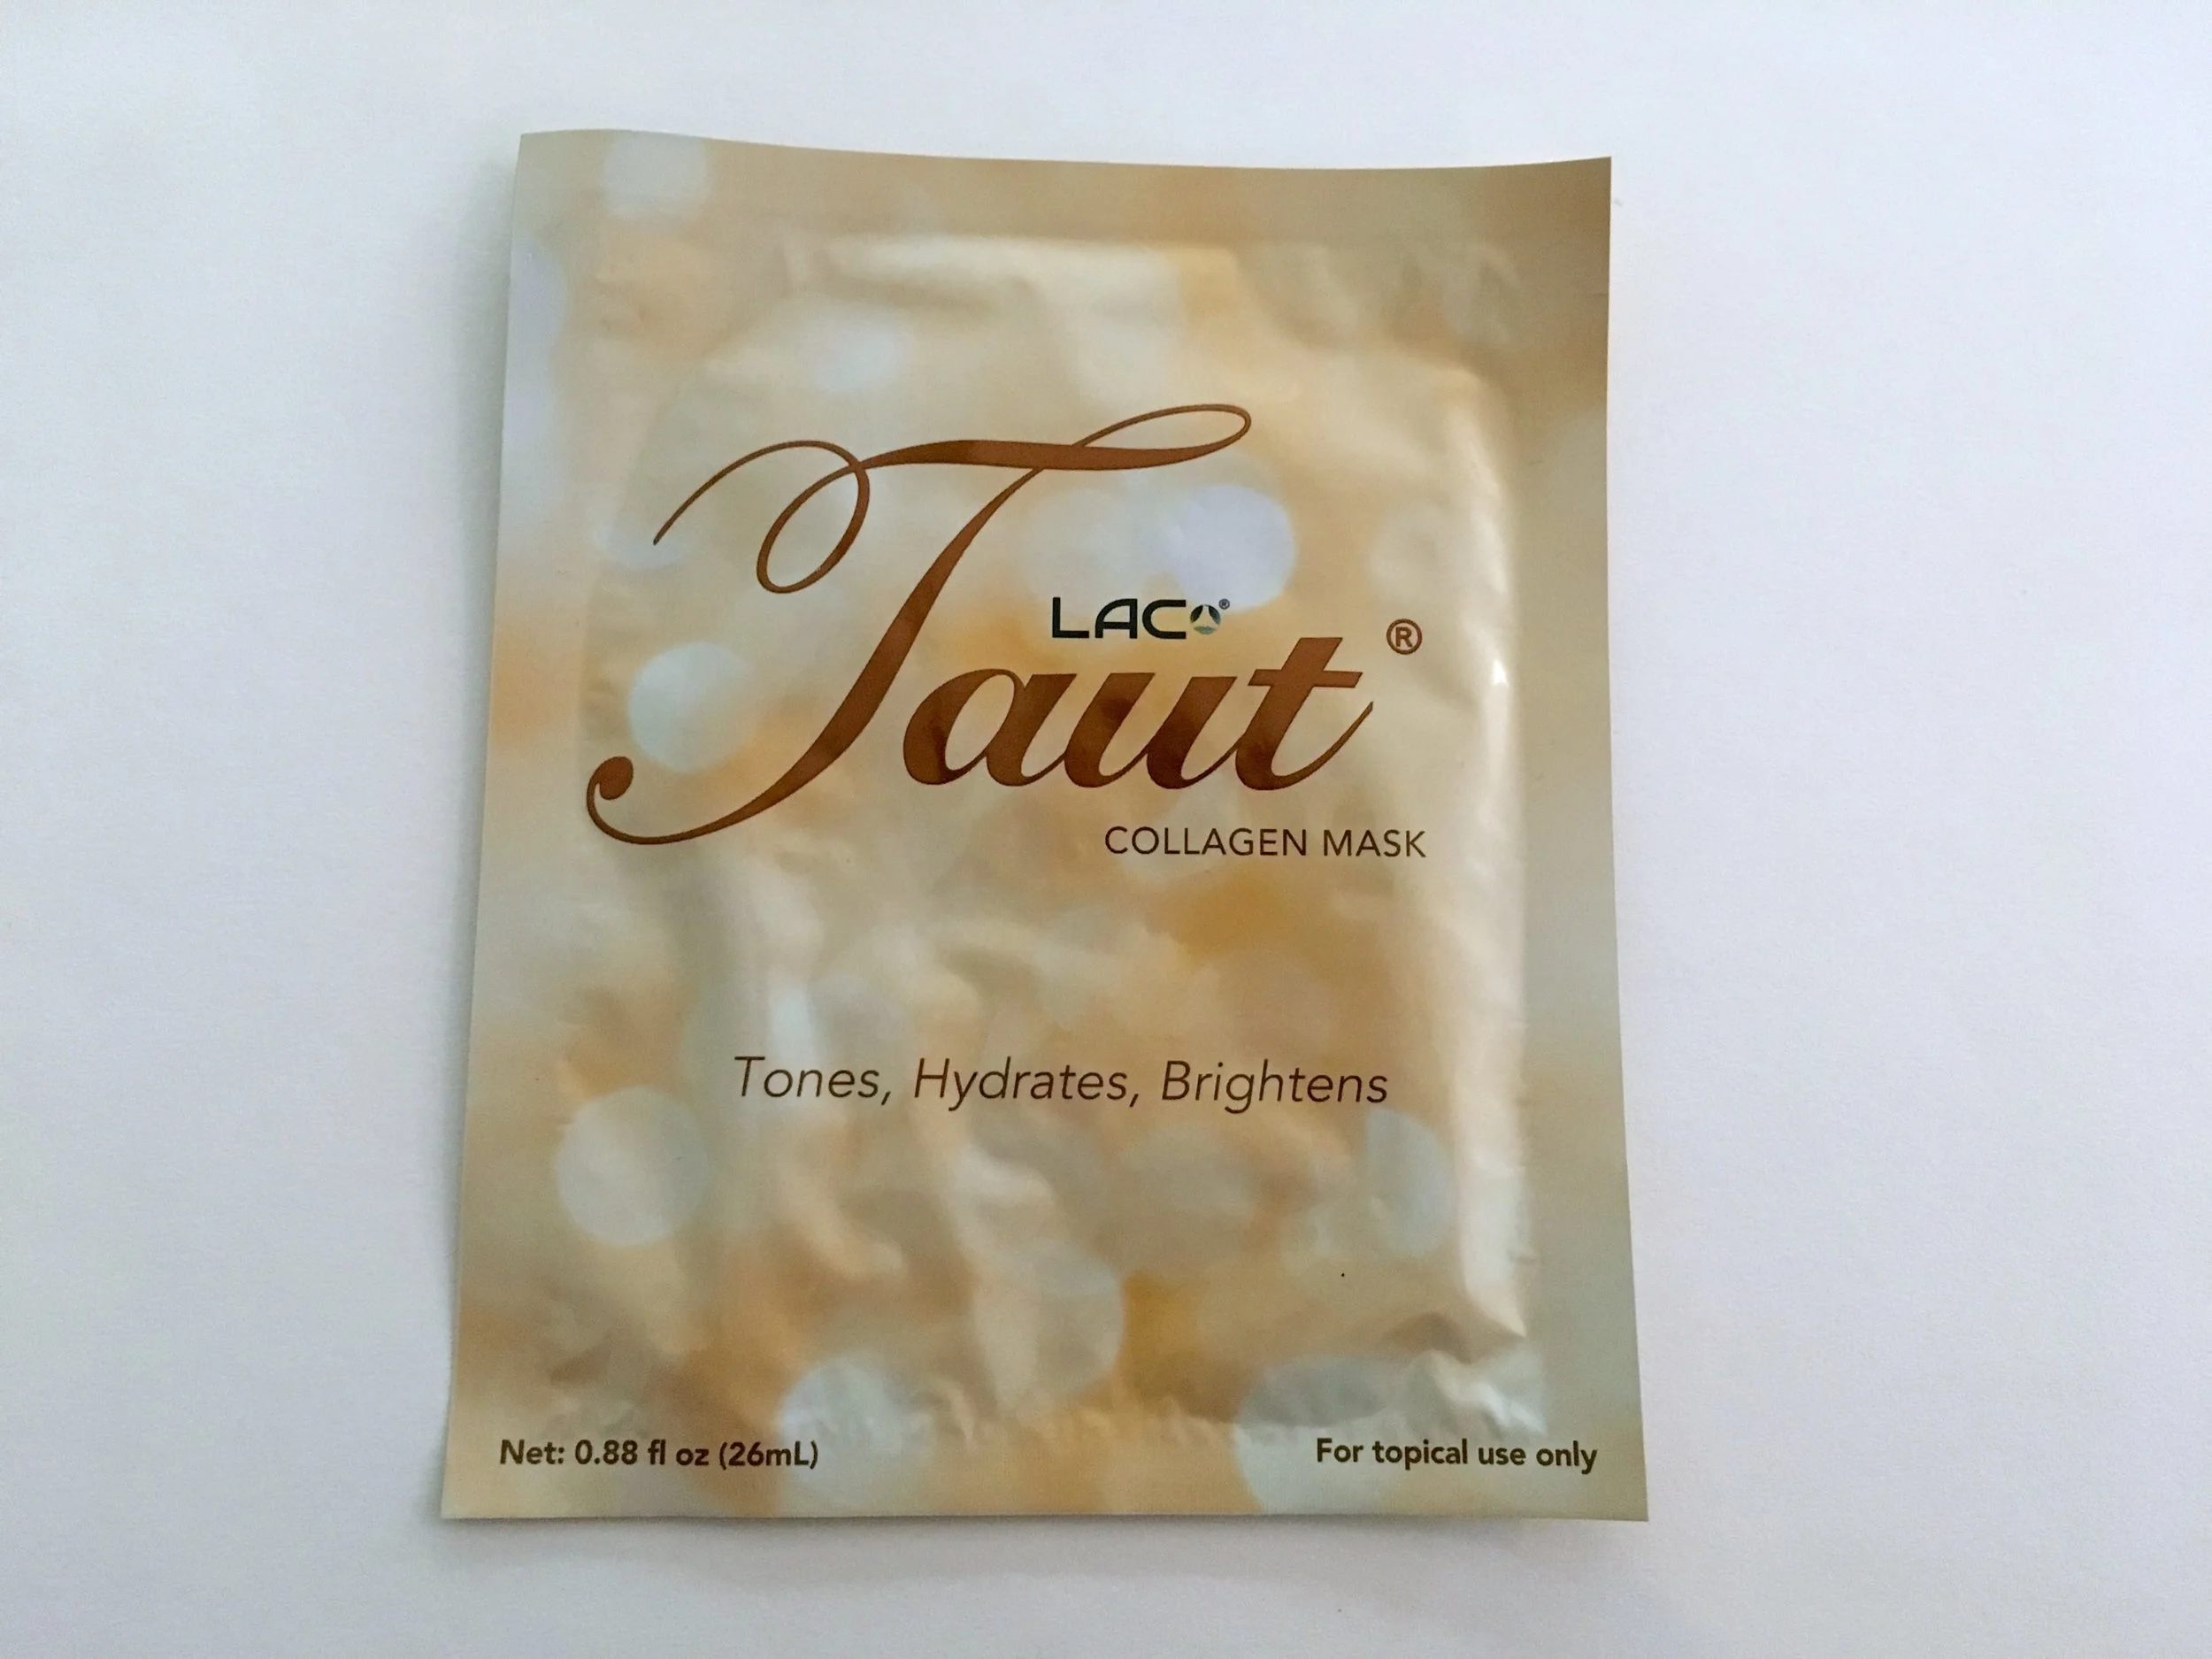 LAC®
Taut®
COLLAGEN MASK
Tones, Hydrates, Brightens
Net: 0.88 fl oz (26mL)
For topical use only